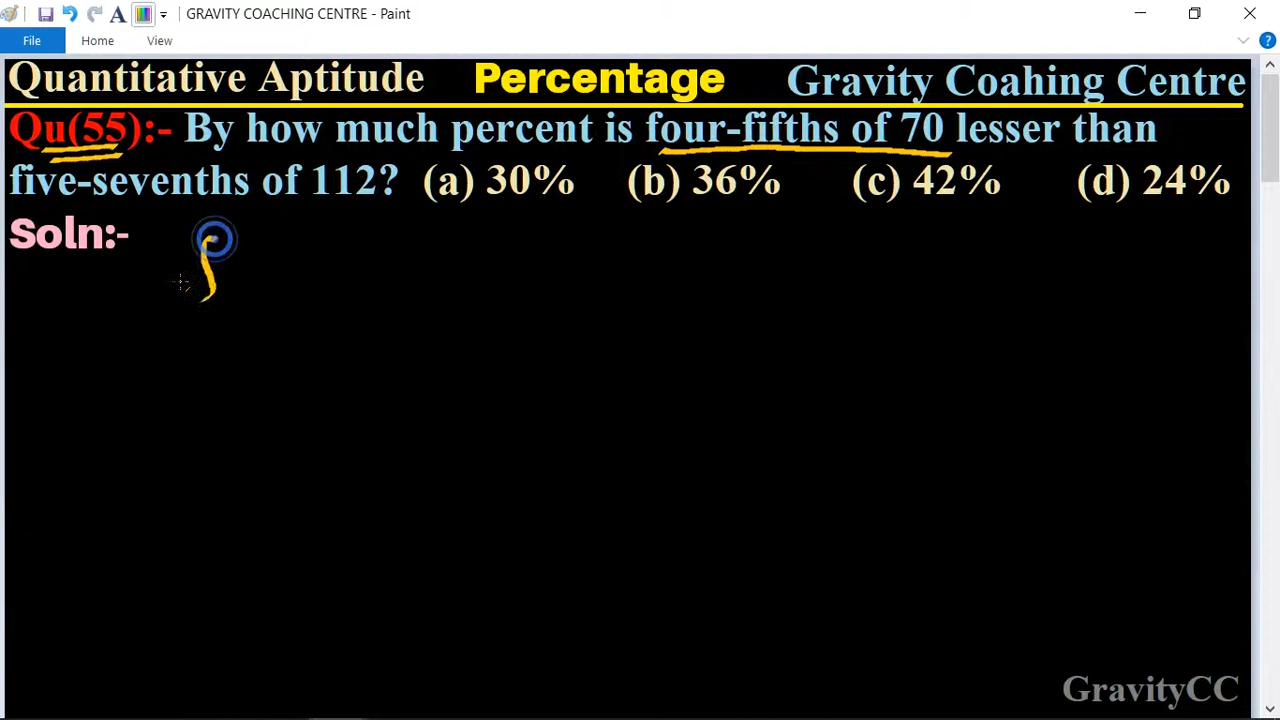 GRAVITY COACHING CENTRE - Paint
File Home View
Quantitative Aptitude Percentage Gravity Coahing Centre
Qu(55):- By how much percent is four-fifths of 70 lesser than
five-sevenths of 112? (a) 30% (b) 36% (c) 42% (d) 24%
Soln:-
GravityCC